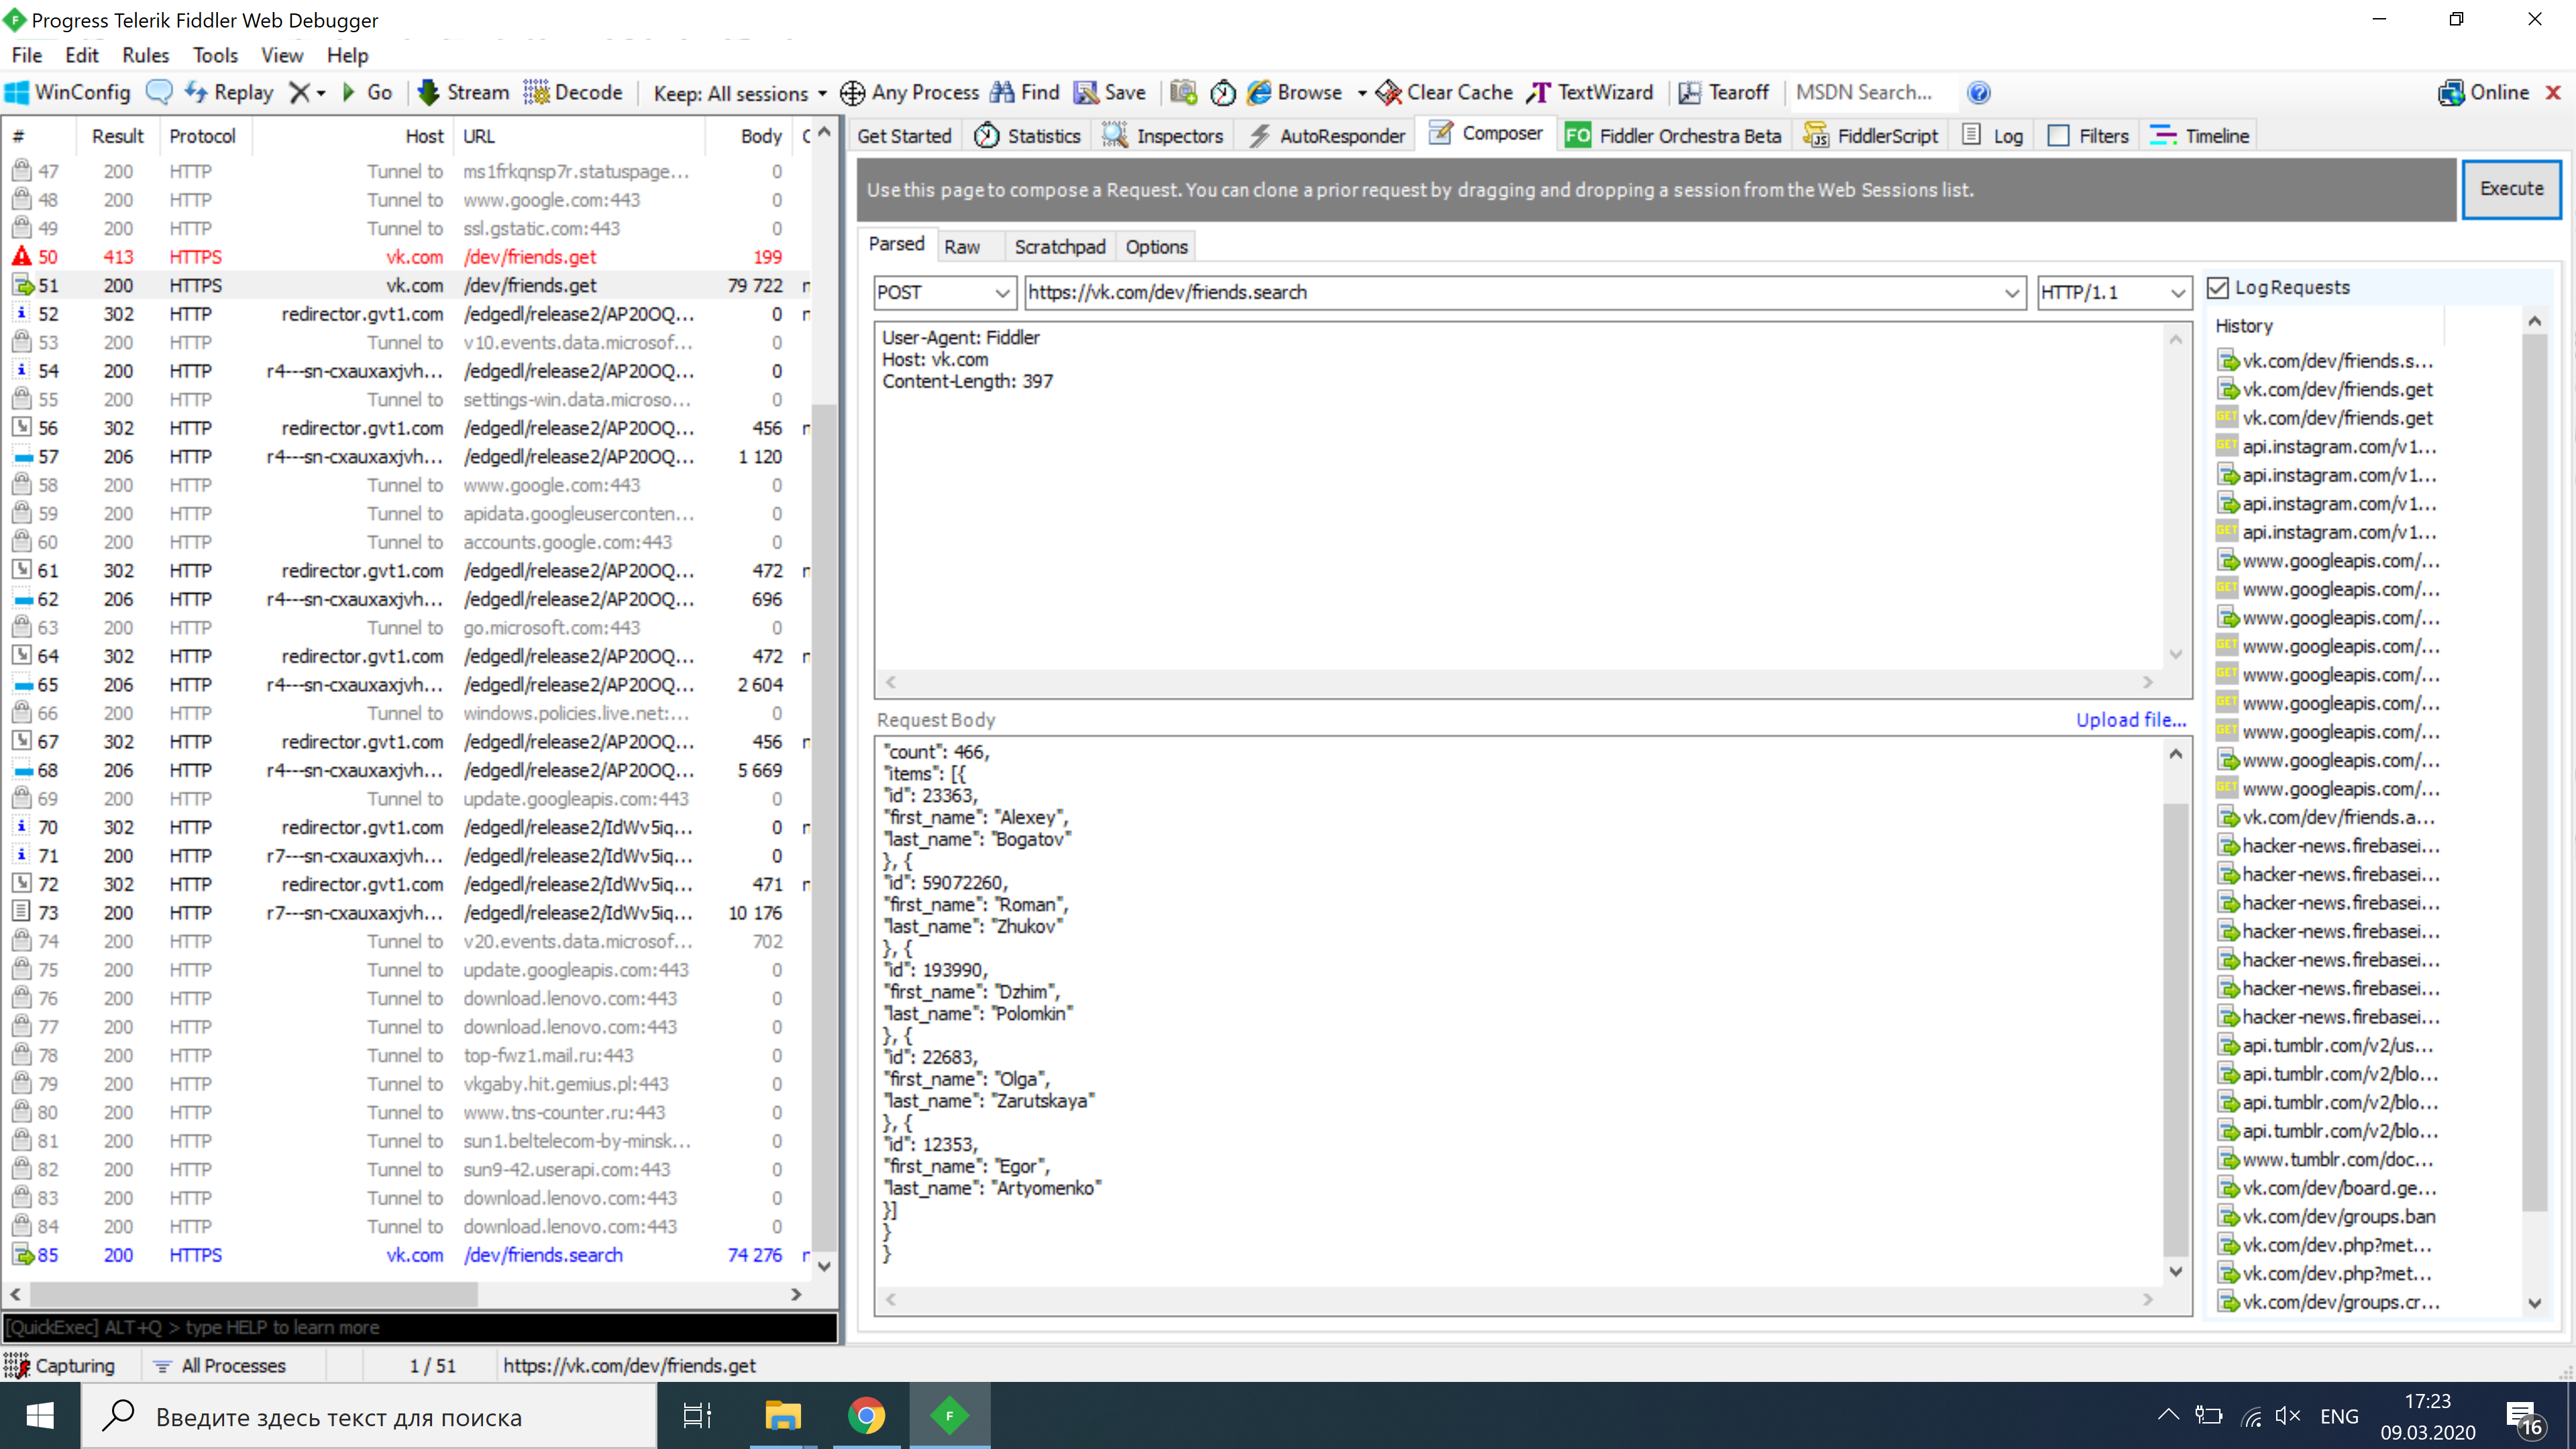 Progress Telerik Fiddler Web Debugger
File Edit Rules Tools View Help
WinConfig Replay Go Stream Decode Keep: All sessions Any Process Find Save Browse Clear Cache TextWizard Tearoff MSDN Search... Online
# Result Protocol Host URL Body
47 200 HTTP Tunnel to ms1frkqnsp7r.statuspage... 0
48 200 HTTP Tunnel to www.google.com:443 0
49 200 HTTP Tunnel to ssl.gstatic.com:443 0
50 413 HTTPS vk.com /dev/friends.get 199
51 200 HTTPS vk.com /dev/friends.get 79 722
52 302 HTTP redirector.gvt1.com /edgedl/release2/AP20OQ... 0
53 200 HTTP Tunnel to v10.events.data.microsof... 0
54 200 HTTP r4---sn-cxauxaxjvh... /edgedl/release2/AP20OQ... 0
55 200 HTTP Tunnel to settings-win.data.microso... 0
56 302 HTTP redirector.gvt1.com /edgedl/release2/AP20OQ... 456
57 206 HTTP r4---sn-cxauxaxjvh... /edgedl/release2/AP20OQ... 1 120
58 200 HTTP Tunnel to www.google.com:443 0
59 200 HTTP Tunnel to apidata.googleuserconten... 0
60 200 HTTP Tunnel to accounts.google.com:443 0
61 302 HTTP redirector.gvt1.com /edgedl/release2/AP20OQ... 472
62 206 HTTP r4---sn-cxauxaxjvh... /edgedl/release2/AP20OQ... 696
63 200 HTTP Tunnel to go.microsoft.com:443 0
64 302 HTTP redirector.gvt1.com /edgedl/release2/AP20OQ... 472
65 206 HTTP r4---sn-cxauxaxjvh... /edgedl/release2/AP20OQ... 2 604
66 200 HTTP Tunnel to windows.policies.live.net:... 0
67 302 HTTP redirector.gvt1.com /edgedl/release2/AP20OQ... 456
68 206 HTTP r4---sn-cxauxaxjvh... /edgedl/release2/AP20OQ... 5 669
69 200 HTTP Tunnel to update.googleapis.com:443 0
70 302 HTTP redirector.gvt1.com /edgedl/release2/IdWv5iq... 0
71 200 HTTP r7---sn-cxauxaxjvh... /edgedl/release2/IdWv5iq... 0
72 302 HTTP redirector.gvt1.com /edgedl/release2/IdWv5iq... 471
73 200 HTTP r7---sn-cxauxaxjvh... /edgedl/release2/IdWv5iq... 10 176
74 200 HTTP Tunnel to v20.events.data.microsof... 702
75 200 HTTP Tunnel to update.googleapis.com:443 0
76 200 HTTP Tunnel to download.lenovo.com:443 0
77 200 HTTP Tunnel to download.lenovo.com:443 0
78 200 HTTP Tunnel to top-fwz1.mail.ru:443 0
79 200 HTTP Tunnel to vkgaby.hit.gemius.pl:443 0
80 200 HTTP Tunnel to www.tns-counter.ru:443 0
81 200 HTTP Tunnel to sun1.beltelecom-by-minsk... 0
82 200 HTTP Tunnel to sun9-42.userapi.com:443 0
83 200 HTTP Tunnel to download.lenovo.com:443 0
84 200 HTTP Tunnel to download.lenovo.com:443 0
85 200 HTTPS vk.com /dev/friends.search 74 276
[QuickExec] ALT+Q > type HELP to learn more
Get Started Statistics Inspectors AutoResponder Composer FO Fiddler Orchestra Beta FiddlerScript Log Filters Timeline
Use this page to compose a Request. You can clone a prior request by dragging and dropping a session from the Web Sessions list.
Execute
Parsed Raw Scratchpad Options
POST https://vk.com/dev/friends.search HTTP/1.1
User-Agent: Fiddler
Host: vk.com
Content-Length: 397
Request Body Upload file...
"count": 466,
"items": [{
"id": 23363,
"first_name": "Alexey",
"last_name": "Bogatov"
}, {
"id": 59072260,
"first_name": "Roman",
"last_name": "Zhukov"
}, {
"id": 193990,
"first_name": "Dzhim",
"last_name": "Polomkin"
}, {
"id": 22683,
"first_name": "Olga",
"last_name": "Zarutskaya"
}, {
"id": 12353,
"first_name": "Egor",
"last_name": "Artyomenko"
}]
}
}
Log Requests
History
vk.com/dev/friends.s...
vk.com/dev/friends.get
GET vk.com/dev/friends.get
GET api.instagram.com/v1...
api.instagram.com/v1...
api.instagram.com/v1...
GET api.instagram.com/v1...
www.googleapis.com/...
GET www.googleapis.com/...
www.googleapis.com/...
GET www.googleapis.com/...
GET www.googleapis.com/...
GET www.googleapis.com/...
GET www.googleapis.com/...
www.googleapis.com/...
GET www.googleapis.com/...
vk.com/dev/friends.a...
hacker-news.firebasei...
hacker-news.firebasei...
hacker-news.firebasei...
hacker-news.firebasei...
hacker-news.firebasei...
hacker-news.firebasei...
hacker-news.firebasei...
api.tumblr.com/v2/us...
api.tumblr.com/v2/blo...
api.tumblr.com/v2/blo...
api.tumblr.com/v2/blo...
www.tumblr.com/doc...
vk.com/dev/board.ge...
vk.com/dev/groups.ban
vk.com/dev.php?met...
vk.com/dev.php?met...
vk.com/dev/groups.cr...
Capturing All Processes 1 / 51 https://vk.com/dev/friends.get
Введите здесь текст для поиска
ENG
17:23
09.03.2020
16